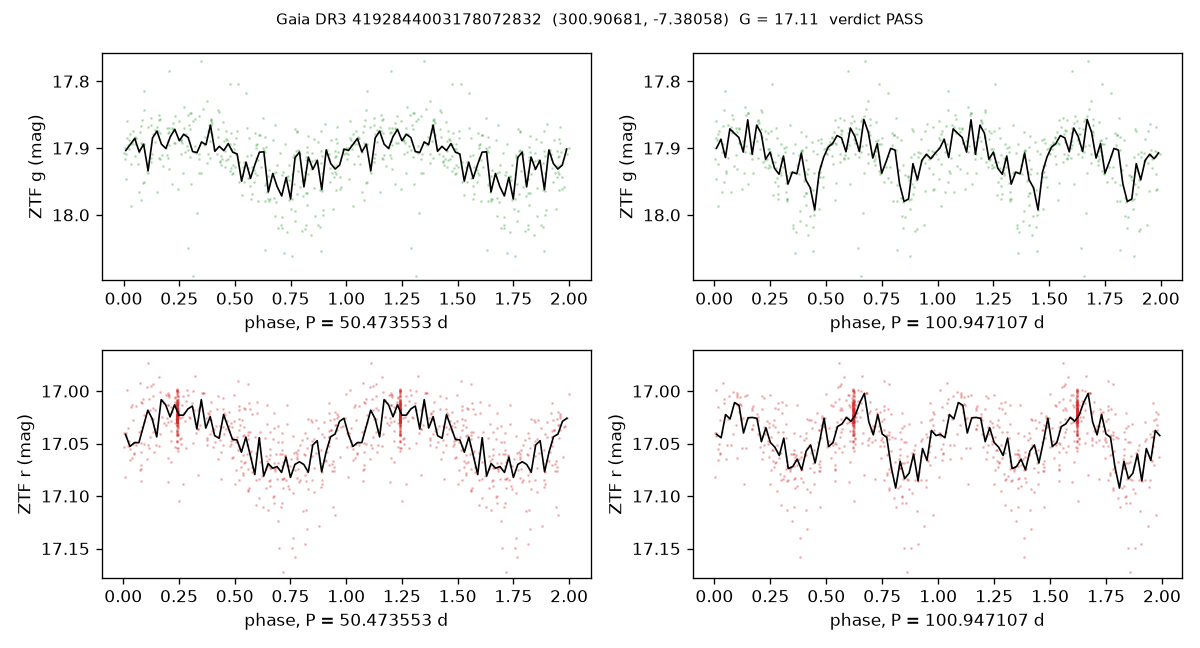 Gaia DR3 4192844003178072832 (300.90681, -7.38058) G = 17.11 verdict PASS
ZTF g (mag)
17.8
17.9
18.0
0.00 0.25 0.50 0.75 1.00 1.25 1.50 1.75 2.00
phase, P = 50.473553 d
ZTF g (mag)
17.8
17.9
18.0
0.00 0.25 0.50 0.75 1.00 1.25 1.50 1.75 2.00
phase, P = 100.947107 d
ZTF r (mag)
17.00
17.05
17.10
17.15
0.00 0.25 0.50 0.75 1.00 1.25 1.50 1.75 2.00
phase, P = 50.473553 d
ZTF r (mag)
17.00
17.05
17.10
17.15
0.00 0.25 0.50 0.75 1.00 1.25 1.50 1.75 2.00
phase, P = 100.947107 d